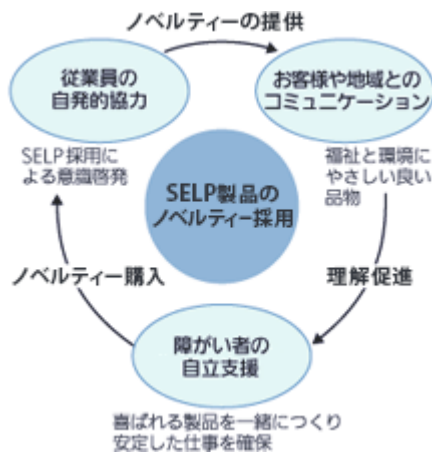 ノベルティーの提供
従業員の
自発的協力
お客様や地域との
コミュニケーション
SELP採用に
よる意識啓発
福祉と環境に
やさしい良い
品物
SELP製品の
ノベルティー採用
ノベルティー購入
理解促進
障がい者の
自立支援
喜ばれる製品を一緒につくり
安定した仕事を確保